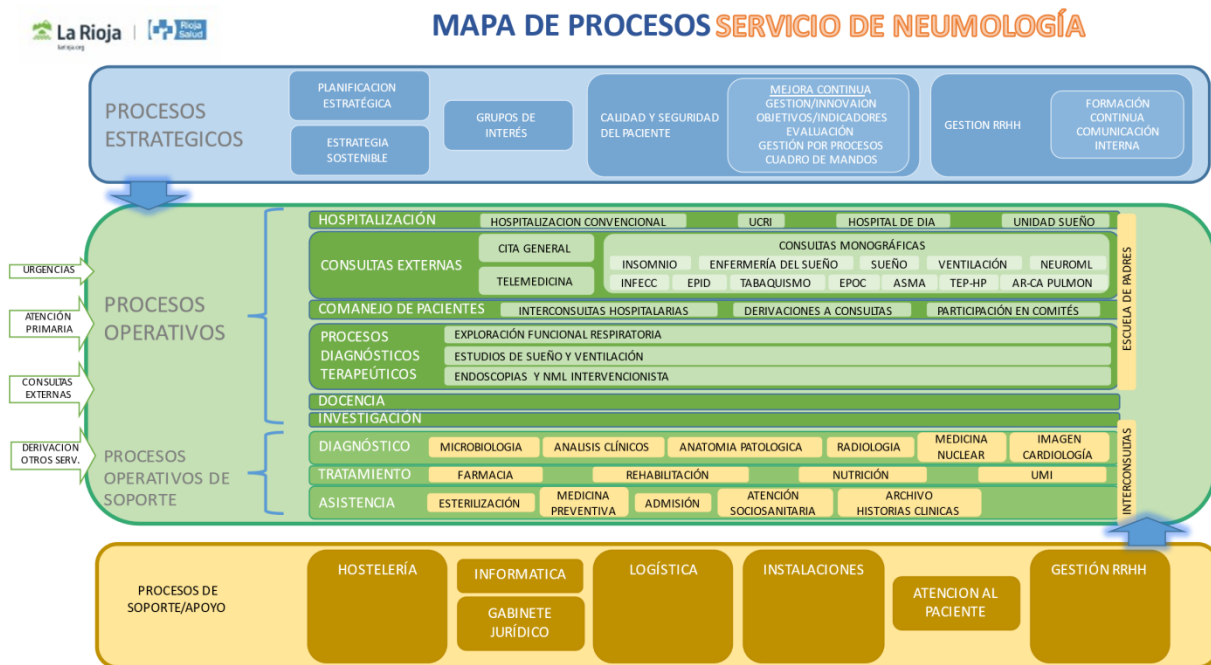 La Rioja
larioja.org
Rioja
Salud
MAPA DE PROCESOS SERVICIO DE NEUMOLOGÍA
PROCESOS
ESTRATEGICOS
PLANIFICACION
ESTRATÉGICA
ESTRATEGIA
SOSTENIBLE
GRUPOS DE
INTERÉS
CALIDAD Y SEGURIDAD
DEL PACIENTE
MEJORA CONTINUA
GESTION/INNOVAION
OBJETIVOS/INDICADORES
EVALUACIÓN
GESTIÓN POR PROCESOS
CUADRO DE MANDOS
GESTION RRHH
FORMACIÓN
CONTINUA
COMUNICACIÓN
INTERNA
URGENCIAS
ATENCIÓN
PRIMARIA
CONSULTAS
EXTERNAS
DERIVACION
OTROS SERV.
PROCESOS
OPERATIVOS
HOSPITALIZACIÓN
HOSPITALIZACION CONVENCIONAL
UCRI
HOSPITAL DE DIA
UNIDAD SUEÑO
CONSULTAS EXTERNAS
CITA GENERAL
TELEMEDICINA
CONSULTAS MONOGRÁFICAS
INSOMNIO
ENFERMERÍA DEL SUEÑO
SUEÑO
VENTILACIÓN
NEUROML
INFECC
EPID
TABAQUISMO
EPOC
ASMA
TEP-HP
AR-CA PULMON
COMANEJO DE PACIENTES
INTERCONSULTAS HOSPITALARIAS
DERIVACIONES A CONSULTAS
PARTICIPACIÓN EN COMITÉS
PROCESOS
DIAGNÓSTICOS
TERAPEÚTICOS
EXPLORACIÓN FUNCIONAL RESPIRATORIA
ESTUDIOS DE SUEÑO Y VENTILACIÓN
ENDOSCOPIAS Y NML INTERVENCIONISTA
ESCUELA DE PADRES
DOCENCIA
INVESTIGACIÓN
PROCESOS
OPERATIVOS DE
SOPORTE
DIAGNÓSTICO
MICROBIOLOGIA
ANALISIS CLÍNICOS
ANATOMIA PATOLOGICA
RADIOLOGIA
MEDICINA
NUCLEAR
IMAGEN
CARDIOLOGÍA
TRATAMIENTO
FARMACIA
REHABILITACIÓN
NUTRICIÓN
UMI
ASISTENCIA
ESTERILIZACIÓN
MEDICINA
PREVENTIVA
ADMISIÓN
ATENCIÓN
SOCIOSANITARIA
ARCHIVO
HISTORIAS CLINICAS
INTERCONSULTAS
PROCESOS DE
SOPORTE/APOYO
HOSTELERÍA
INFORMATICA
GABINETE
JURÍDICO
LOGÍSTICA
INSTALACIONES
ATENCION AL
PACIENTE
GESTIÓN RRHH